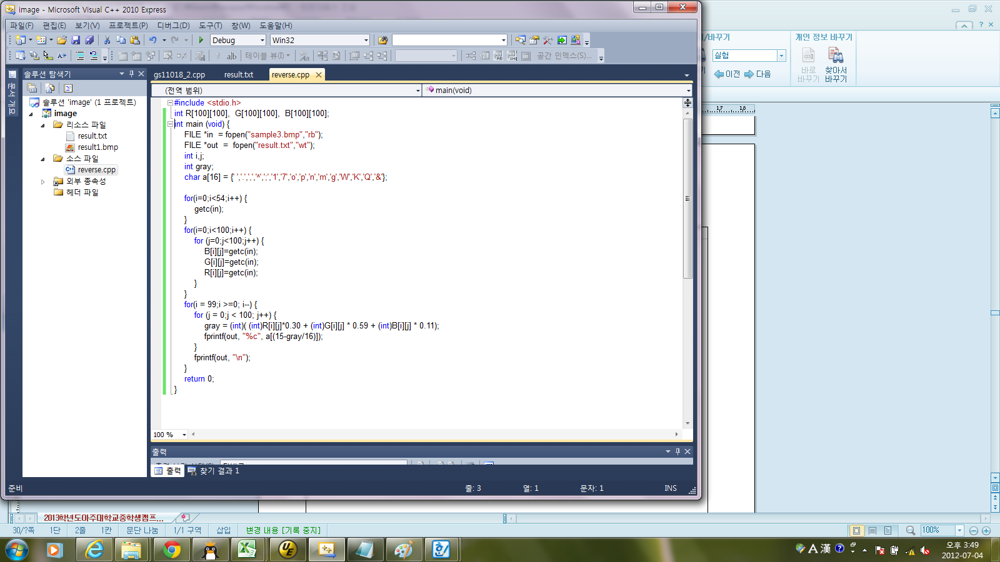 image - Microsoft Visual C++ 2010 Express
파일(F) 편집(E) 보기(V) 프로젝트(P) 디버그(D) 도구(T) 창(W) 도움말(H)
Debug Win32
테이블 뷰(I) 공간 인덱스(S)...
솔루션 탐색기
문서 개요
솔루션 'image' (1 프로젝트)
image
리소스 파일
result.txt
result1.bmp
소스 파일
reverse.cpp
외부 종속성
헤더 파일
gs11018_2.cpp result.txt reverse.cpp
(전역 범위) main(void)
#include <stdio.h>
int R[100][100], G[100][100], B[100][100];
int main (void) {
FILE *in = fopen("sample3.bmp","rb");
FILE *out = fopen("result.txt","wt");
int i,j;
int gray;
char a[16] = {' ','.',',','^',';','1','7','o','p','n','m','g','W','K','Q','&'};
for(i=0;i<54;i++) {
getc(in);
}
for(i=0;i<100;i++) {
for (j=0;j<100;j++) {
B[i][j]=getc(in);
G[i][j]=getc(in);
R[i][j]=getc(in);
}
}
for(i = 99;i >=0; i--) {
for (j = 0;j < 100; j++) {
gray = (int)( (int)R[i][j]*0.30 + (int)G[i][j] * 0.59 + (int)B[i][j] * 0.11);
fprintf(out, "%c", a[(15-gray/16)]);
}
fprintf(out, "\n");
}
return 0;
}
100 %
출력
출력 찾기 결과 1
준비 줄: 3 열: 1 문자: 1 INS
/바꾸기 개인 정보 바꾸기
실험
이전 다음
바로 바꾸기
찾아서 바꾸기
17 18
2013학년도아주대학교중학생캠프...
30/?쪽 1단 2줄 1칸 문단 나눔 1/1 구역 삽입 변경 내용 [기록 중지] 100%
A 漢
오후 3:49
2012-07-04